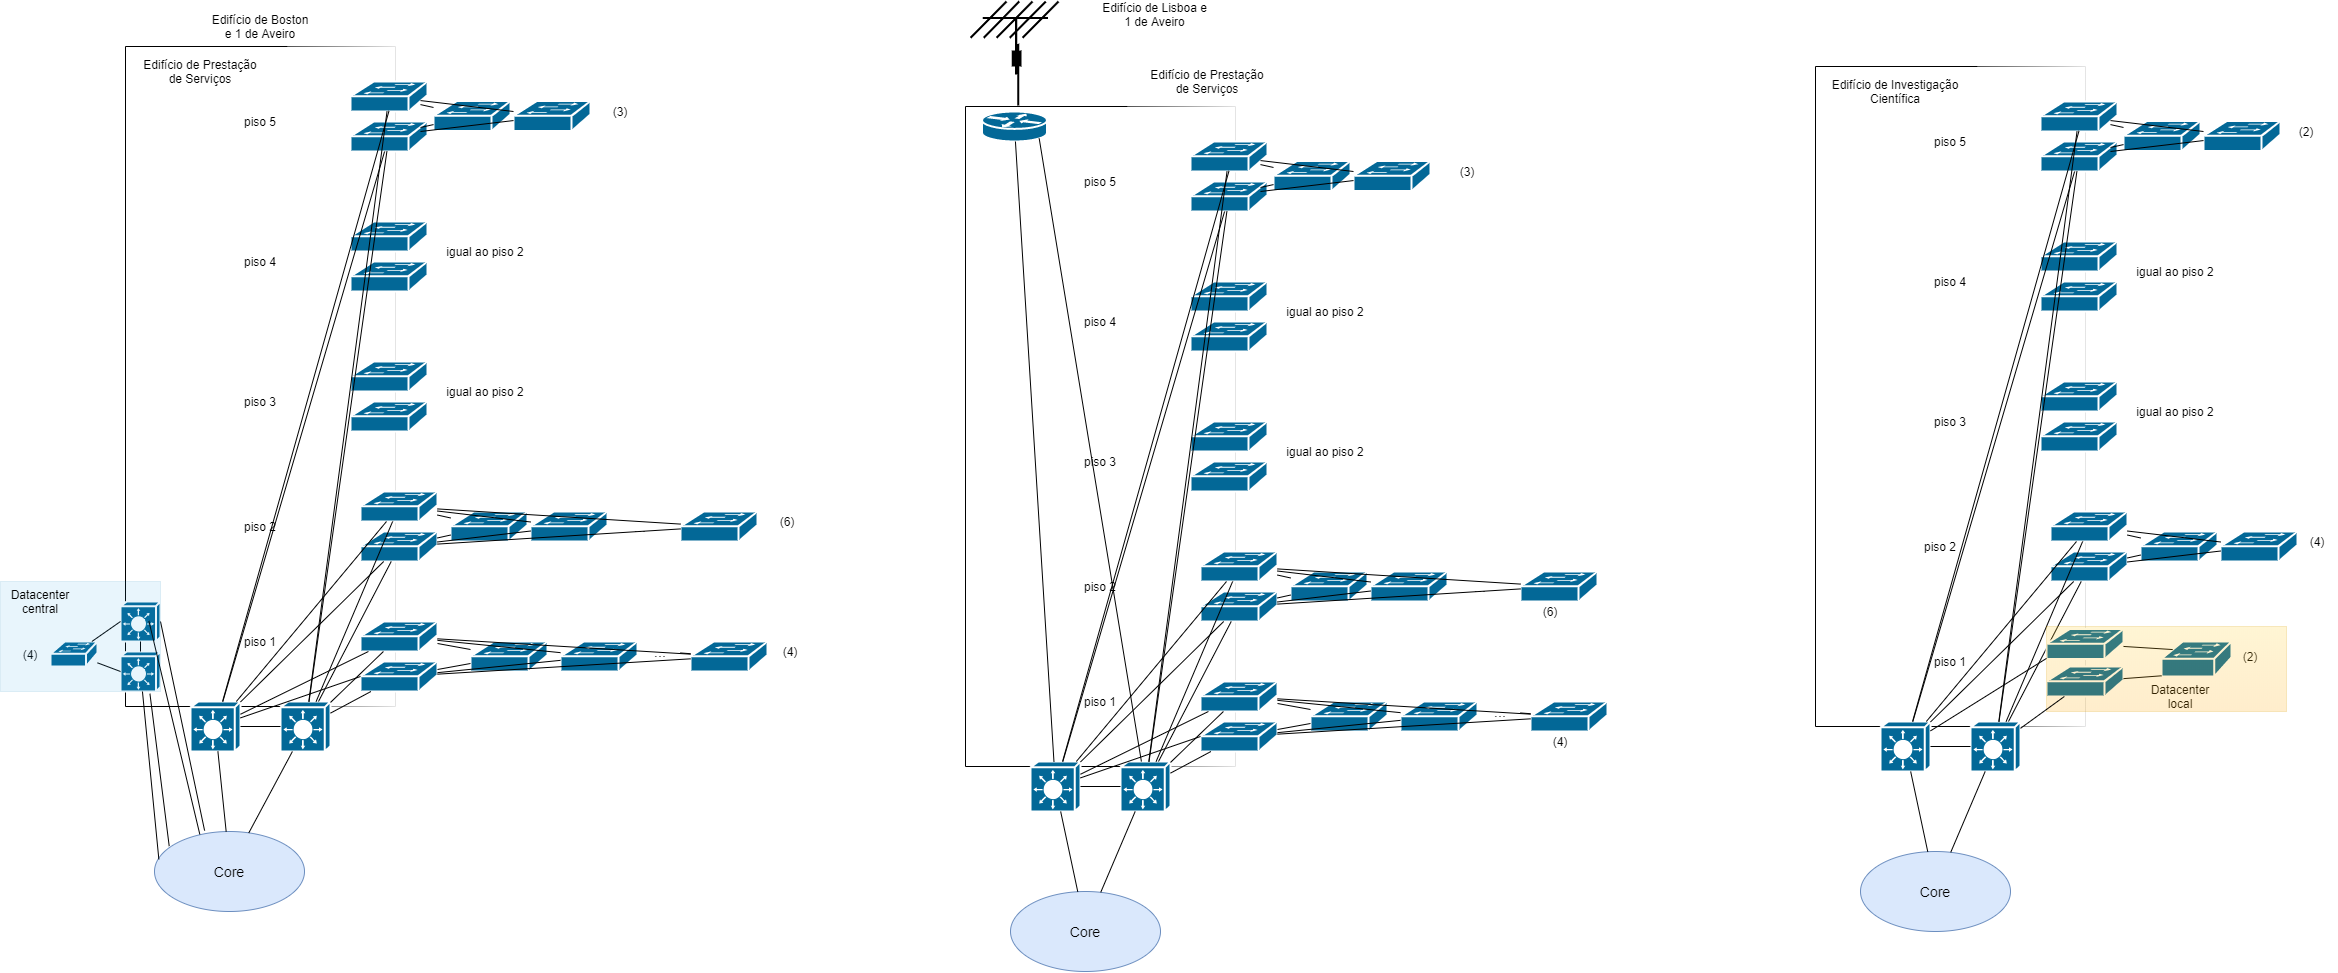 Edifício de Boston
e 1 de Aveiro
Edifício de Prestação
de Serviços
piso 5
(3)
piso 4
igual ao piso 2
piso 3
igual ao piso 2
piso 2
(6)
Datacenter
central
(4)
piso 1
...
(4)
Core
Edifício de Lisboa e
1 de Aveiro
Edifício de Prestação
de Serviços
piso 5
(3)
piso 4
igual ao piso 2
piso 3
igual ao piso 2
piso 2
(6)
piso 1
...
(4)
Core
Edifício de Investigação
Científica
piso 5
(2)
piso 4
igual ao piso 2
piso 3
igual ao piso 2
piso 2
(4)
piso 1
(2)
Datacenter
local
Core